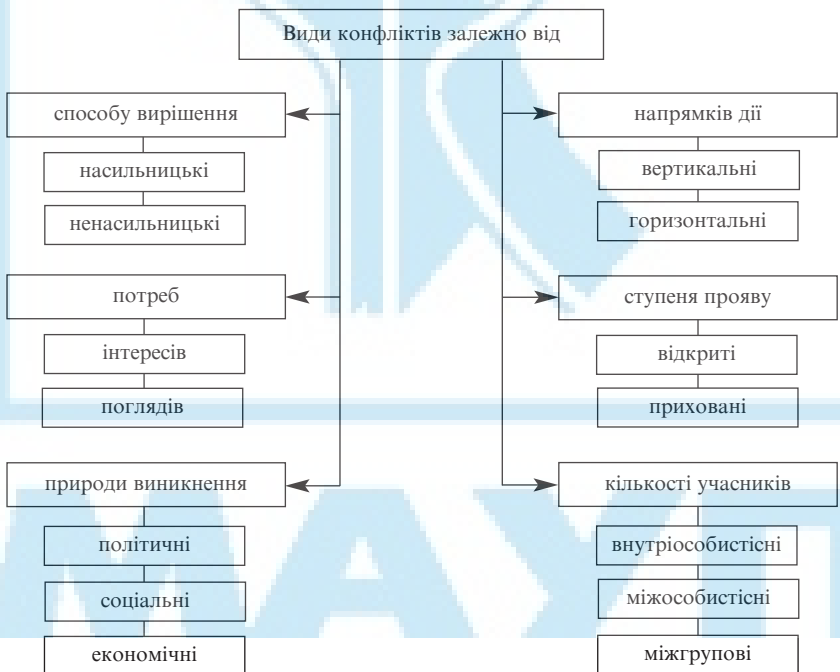 Види конфліктів залежно від
способу вирішення
насильницькі
ненасильницькі
потреб
інтересів
поглядів
природи виникнення
політичні
соціальні
економічні
напрямків дії
вертикальні
горизонтальні
ступеня прояву
відкриті
приховані
кількості учасників
внутріособистісні
міжособистісні
міжгрупові
МАУП